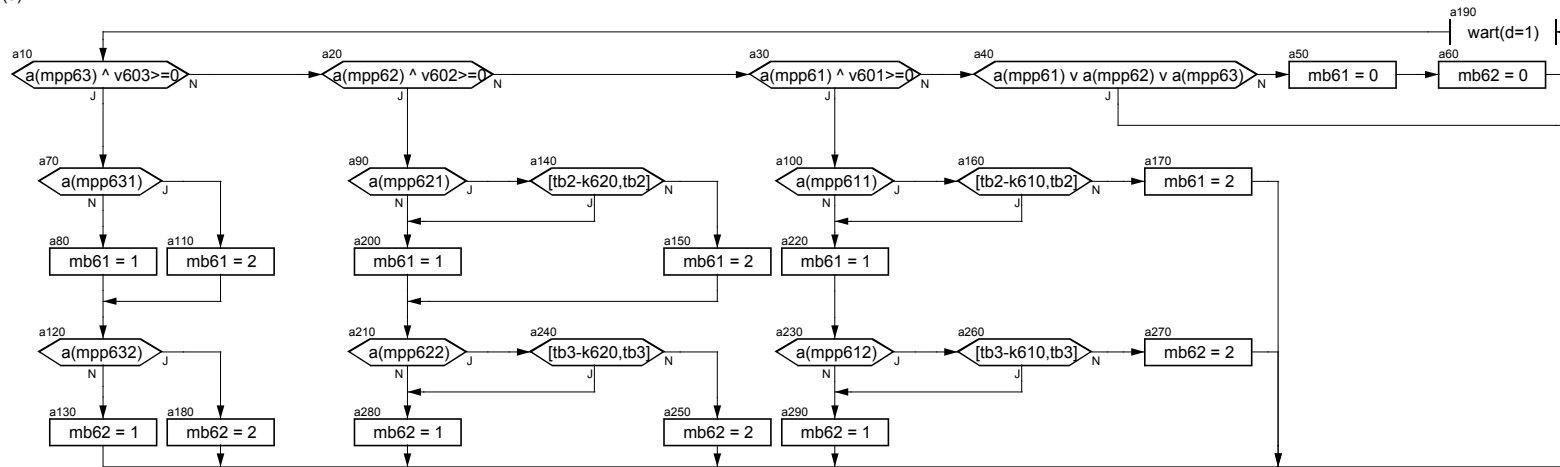 a190
wart(d=1)
a10
a(mpp63) ^ v603>=0
N
J
a20
a(mpp62) ^ v602>=0
N
J
a30
a(mpp61) ^ v601>=0
N
J
a40
a(mpp61) v a(mpp62) v a(mpp63)
N
J
a50
mb61 = 0
a60
mb62 = 0
a70
a(mpp631)
J
N
a90
a(mpp621)
J
N
a140
[tb2-k620,tb2]
N
J
a100
a(mpp611)
J
N
a160
[tb2-k610,tb2]
N
J
a170
mb61 = 2
a80
mb61 = 1
a110
mb61 = 2
a200
mb61 = 1
a150
mb61 = 2
a220
mb61 = 1
a120
a(mpp632)
J
N
a210
a(mpp622)
J
N
a240
[tb3-k620,tb3]
N
J
a230
a(mpp612)
J
N
a260
[tb3-k610,tb3]
N
J
a270
mb62 = 2
a130
mb62 = 1
a180
mb62 = 2
a280
mb62 = 1
a250
mb62 = 2
a290
mb62 = 1